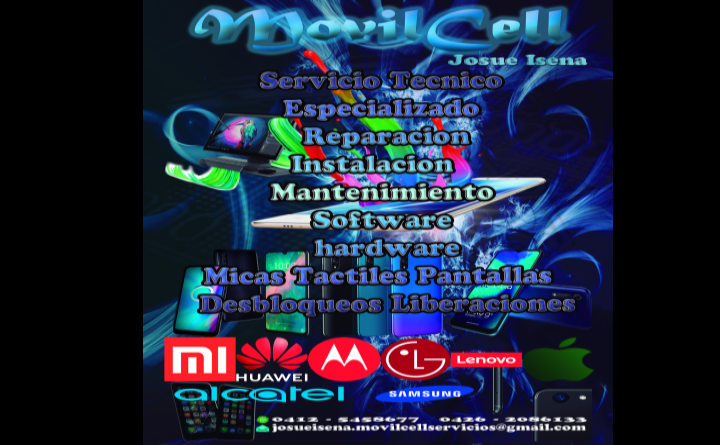 MovilCell
Josue Isena
Servicio Tecnico
Especializado
Reparacion
Instalacion
Mantenimiento
Software
hardware
Micas Tactiles Pantallas
Desbloqueos Liberaciones
MI
HUAWEI
LG
Lenovo
alcatel
SAMSUNG
0412 - 5458677 0426 - 2086133
josueisena.movilcellservicios@gmail.com